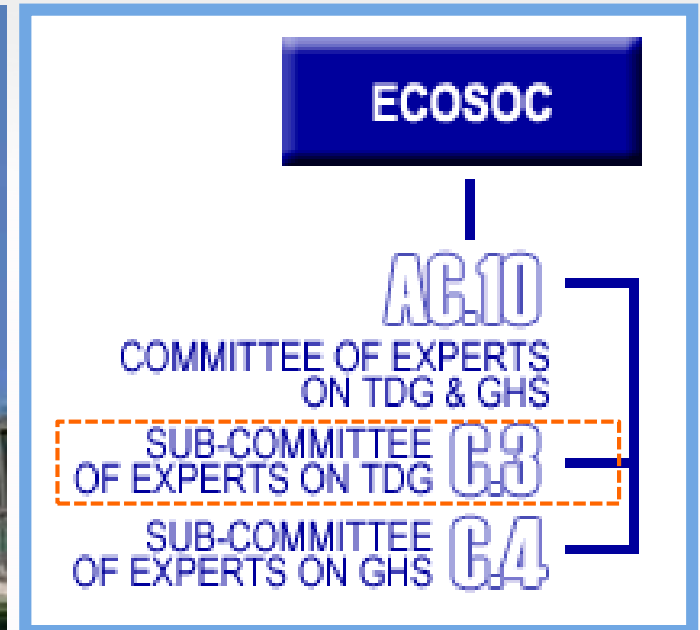 ECOSOC
AC.10
COMMITTEE OF EXPERTS
ON TDG & GHS
SUB-COMMITTEE
OF EXPERTS ON TDG C.3
SUB-COMMITTEE
OF EXPERTS ON GHS C.4